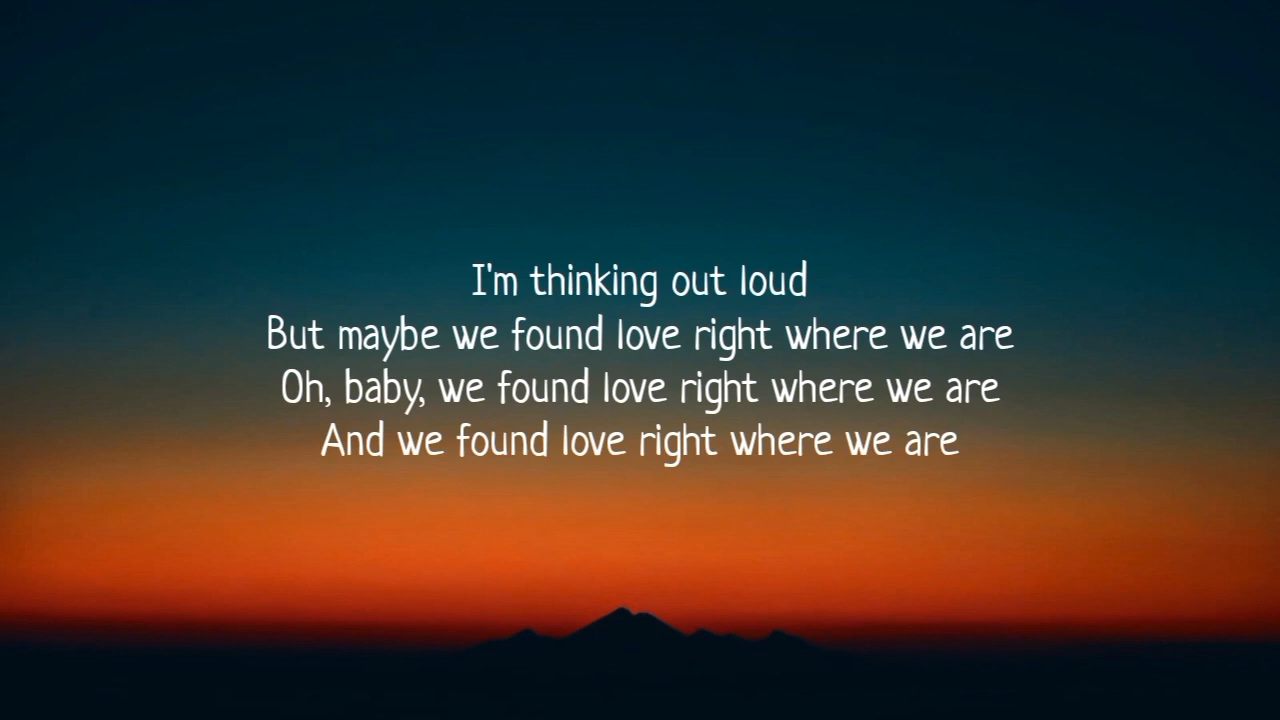 I'm thinking out loud
But maybe we found love right where we are
Oh, baby, we found love right where we are
And we found love right where we are